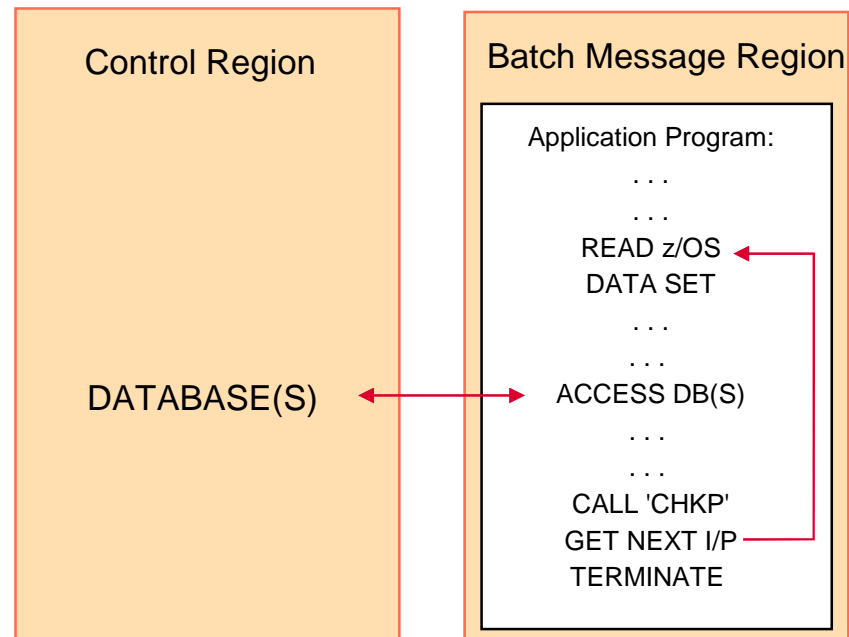 Control Region
DATABASE(S)
Batch Message Region
Application Program:
. . .
. . .
READ z/OS
DATA SET
. . .
. . .
ACCESS DB(S)
. . .
. . .
CALL 'CHKP'
GET NEXT I/P
TERMINATE